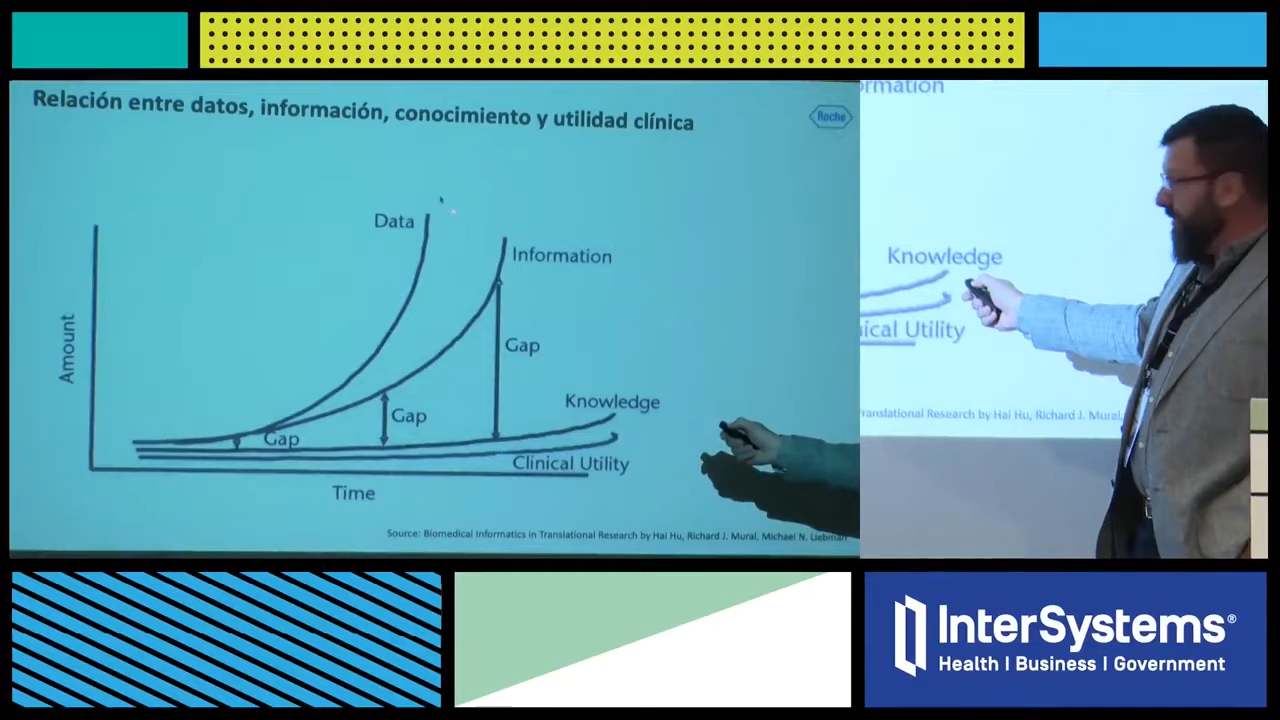 Relación entre datos, información, conocimiento y utilidad clínica
Roche
Data
Information
Amount
Gap
Knowledge
Gap
Gap
Clinical Utility
Time
Source: Biomedical Informatics in Translational Research by Hai Hu, Richard J. Mural, Michael N. Liebman
ormation
Knowledge
ical Utility
ranslational Research by Hai Hu, Richard J. Mural,
InterSystems®
Health | Business | Government